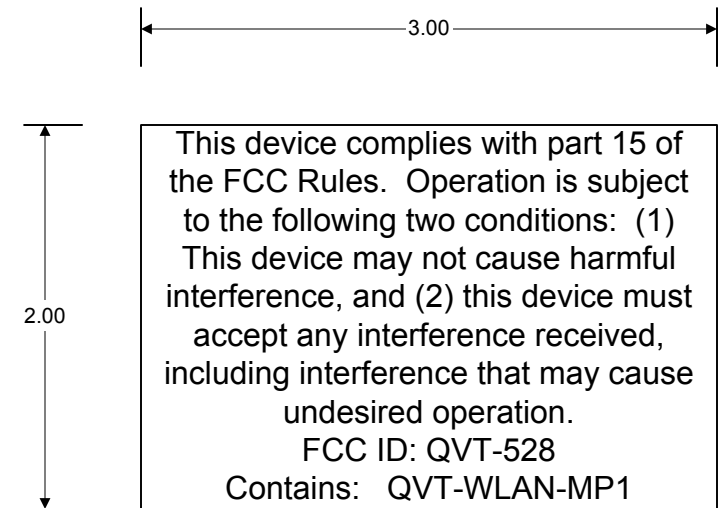 3.00
2.00
This device complies with part 15 of
the FCC Rules.  Operation is subject
to the following two conditions:  (1)
This device may not cause harmful
interference, and (2) this device must
accept any interference received,
including interference that may cause
undesired operation.
FCC ID: QVT-528
Contains:   QVT-WLAN-MP1